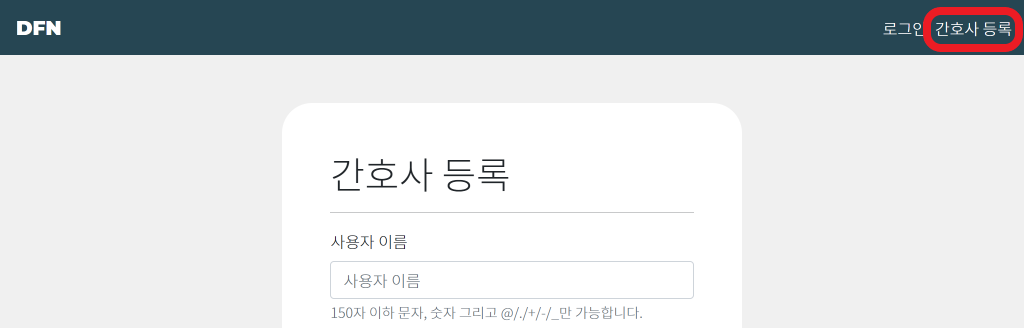 DFN
로그인 간호사 등록
간호사 등록
사용자 이름
사용자 이름
150자 이하 문자, 숫자 그리고 @/./+/-/_만 가능합니다.